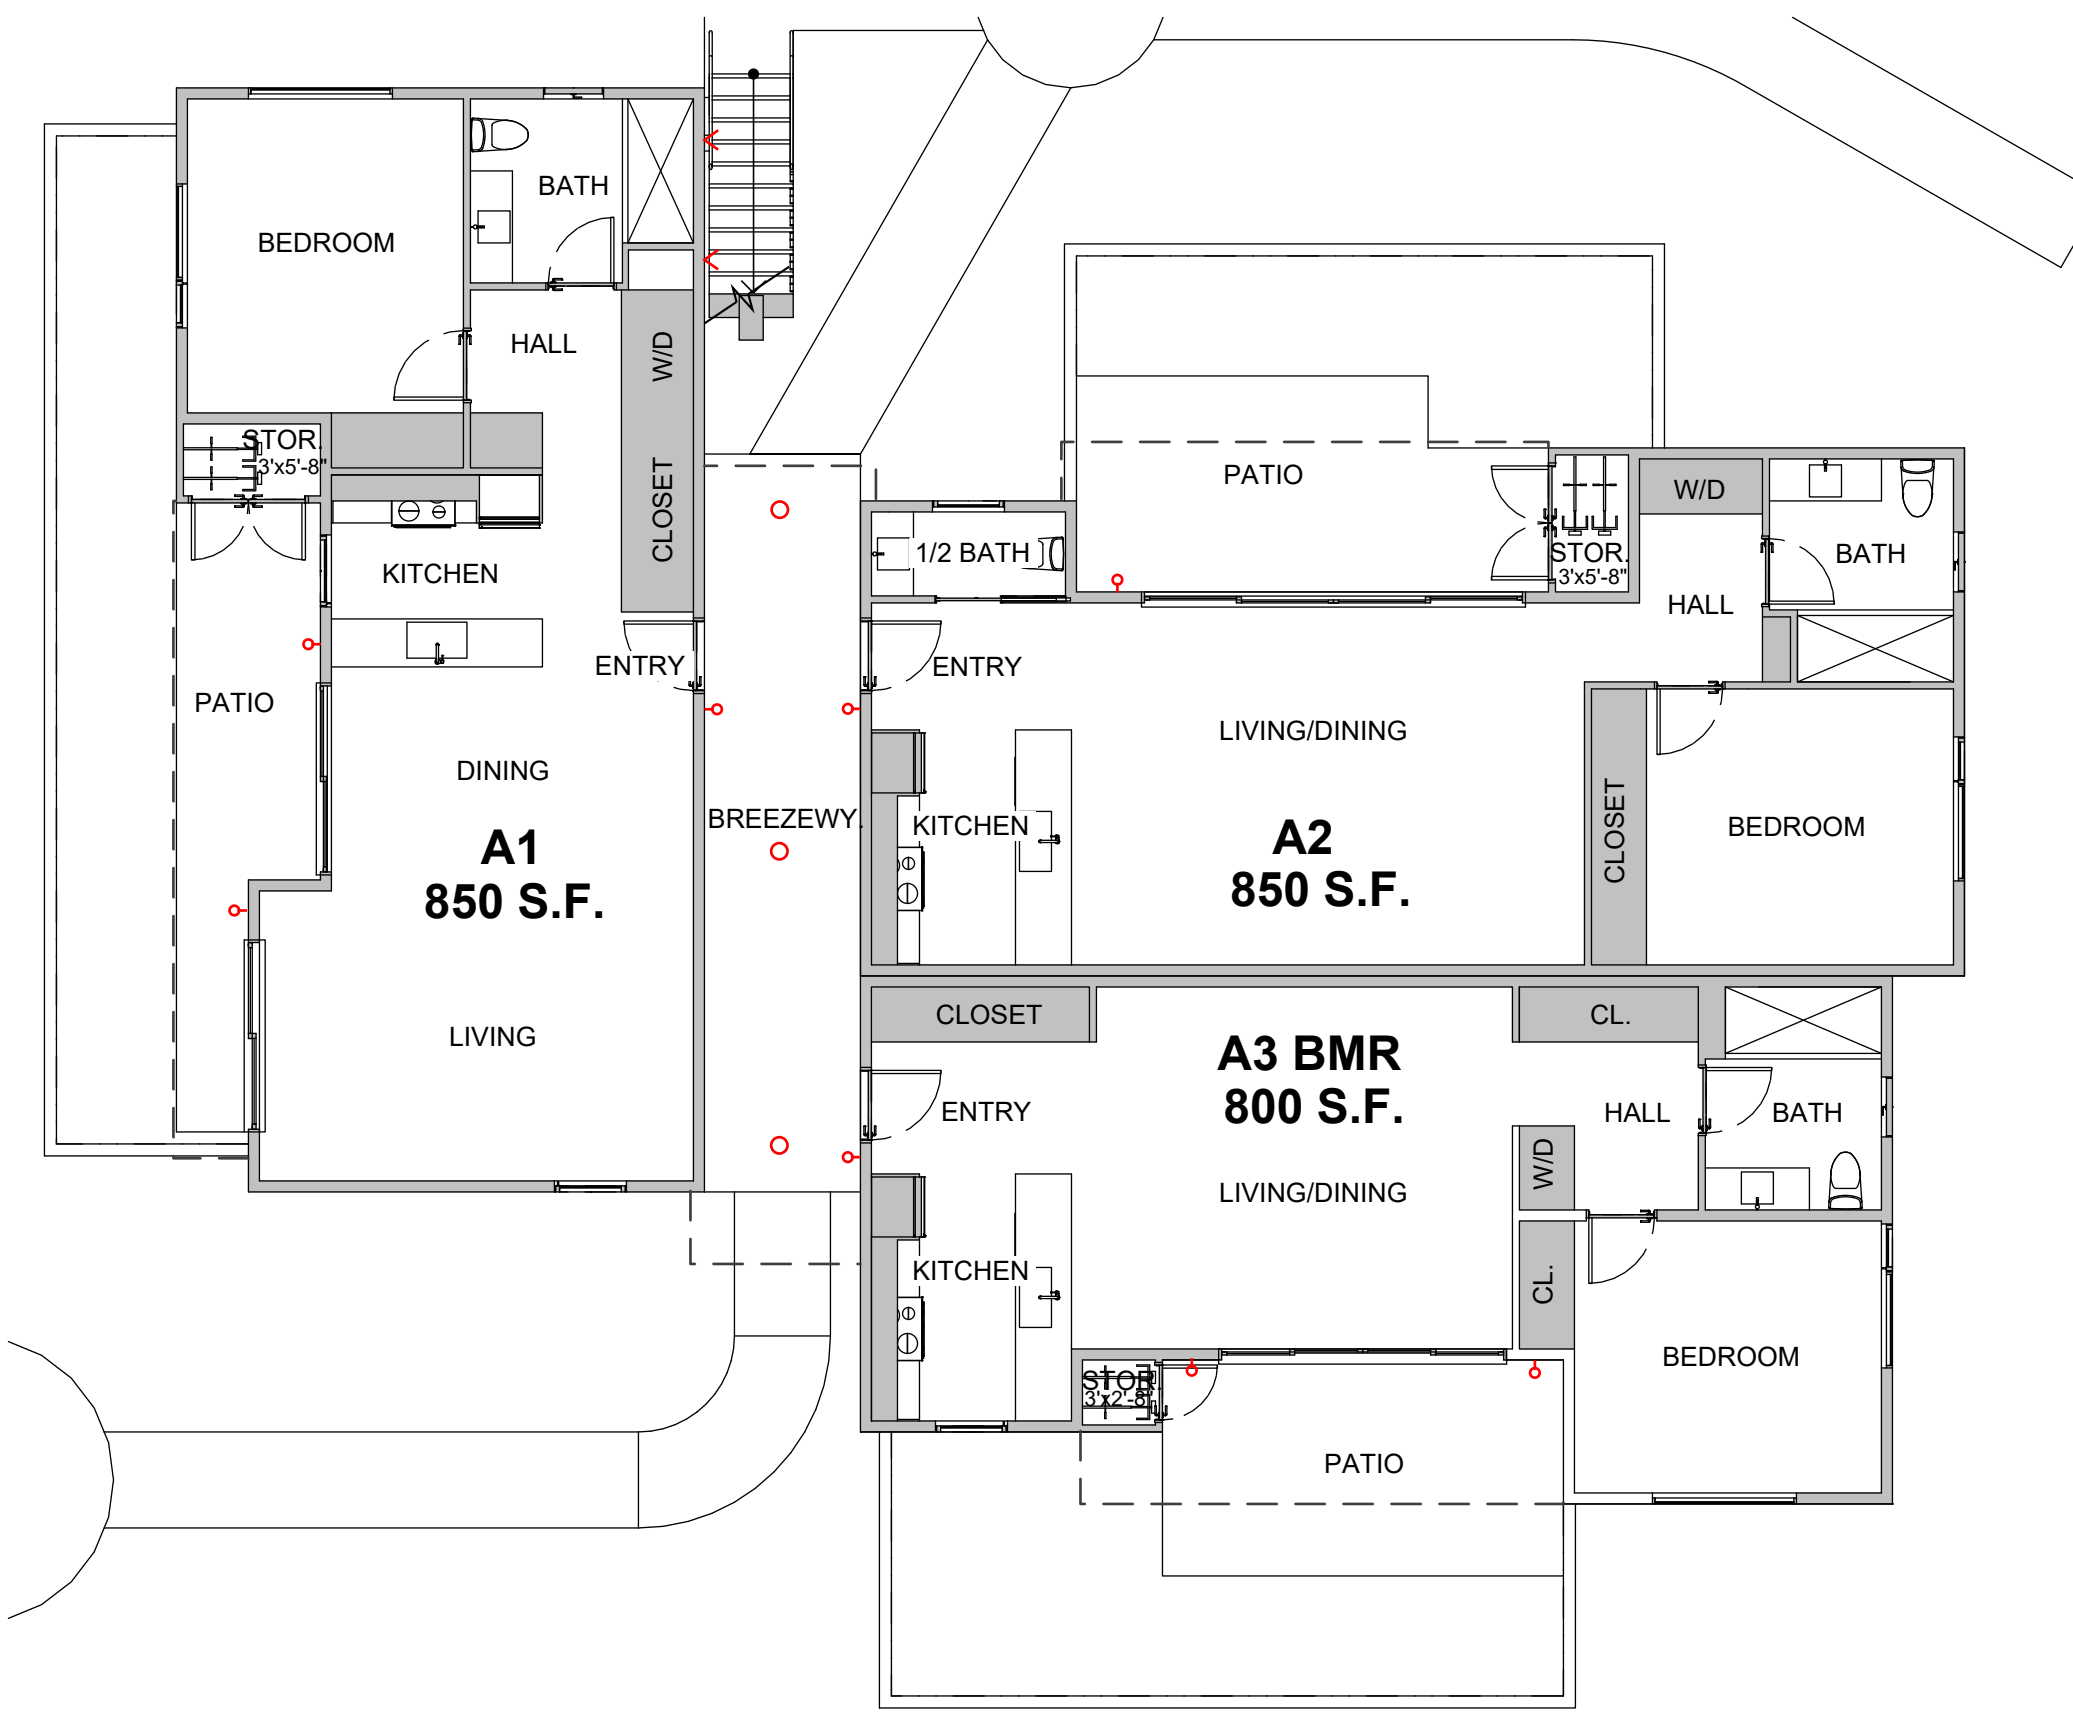 BEDROOM
BATH
HALL
W/D
CLOSET
STOR.
3'x5'-8"
KITCHEN
ENTRY
PATIO
DINING
A1
850 S.F.
LIVING
BREEZEWY.
PATIO
STOR.
3'x5'-8"
W/D
BATH
HALL
1/2 BATH
ENTRY
LIVING/DINING
KITCHEN
A2
850 S.F.
CLOSET
BEDROOM
CLOSET
CL.
A3 BMR
800 S.F.
ENTRY
HALL
BATH
W/D
LIVING/DINING
KITCHEN
CL.
BEDROOM
STOR.
3'x2'-8"
PATIO